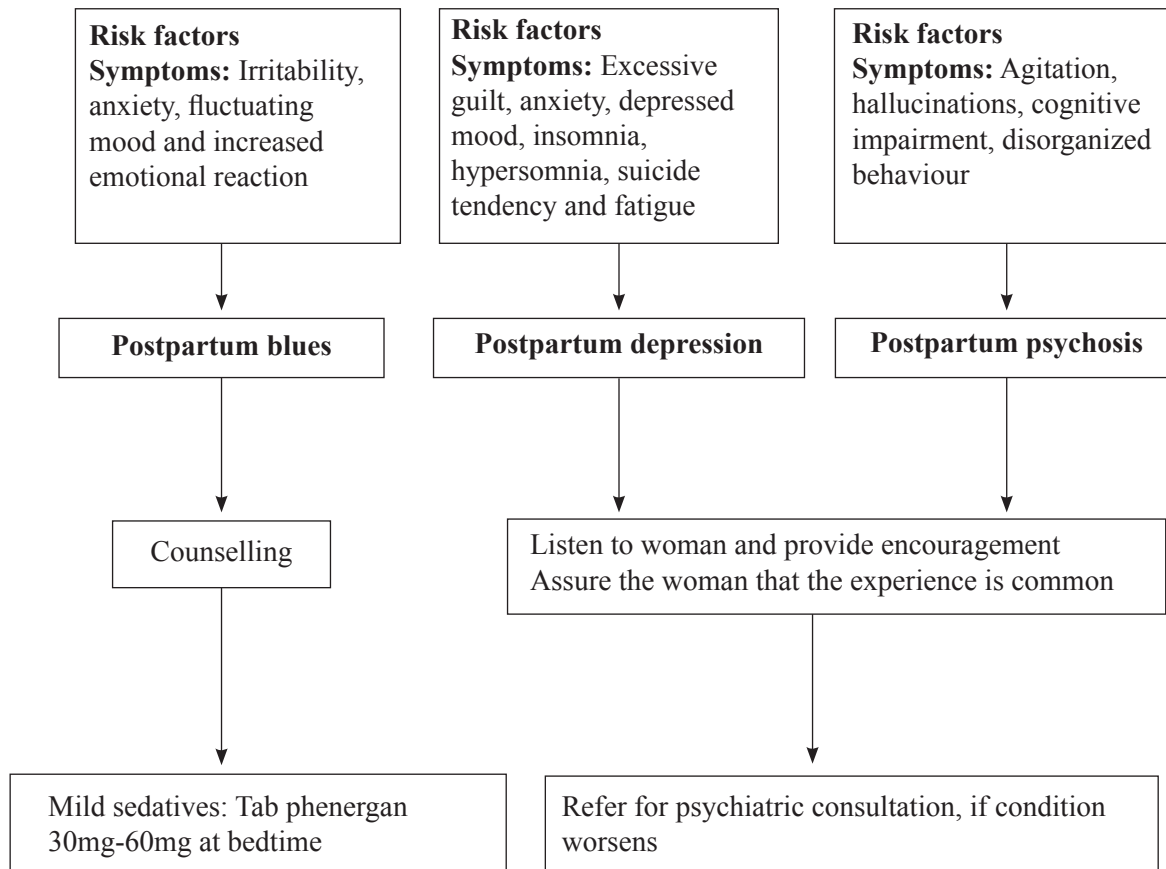 Risk factors
Symptoms: Irritability,
anxiety, fluctuating
mood and increased
emotional reaction
Risk factors
Symptoms: Excessive
guilt, anxiety, depressed
mood, insomnia,
hypersomnia, suicide
tendency and fatigue
Risk factors
Symptoms: Agitation,
hallucinations, cognitive
impairment, disorganized
behaviour
Postpartum blues
Postpartum depression
Postpartum psychosis
Counselling
Listen to woman and provide encouragement
Assure the woman that the experience is common
Mild sedatives: Tab phenergan
30mg-60mg at bedtime
Refer for psychiatric consultation, if condition
worsens